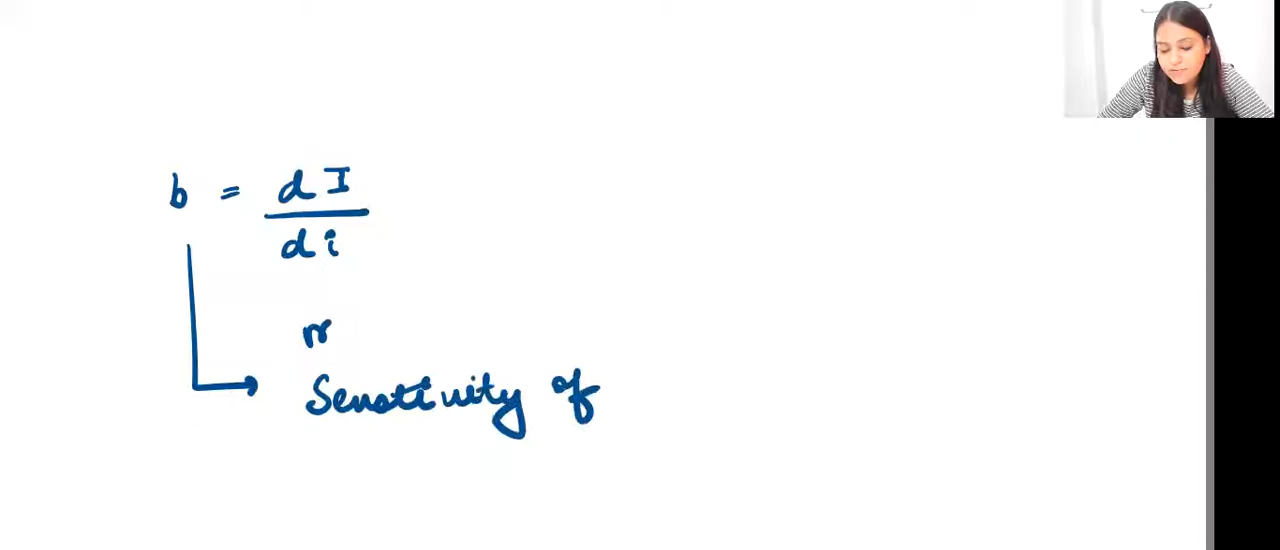 b = dI
di
or
Sensitivity of